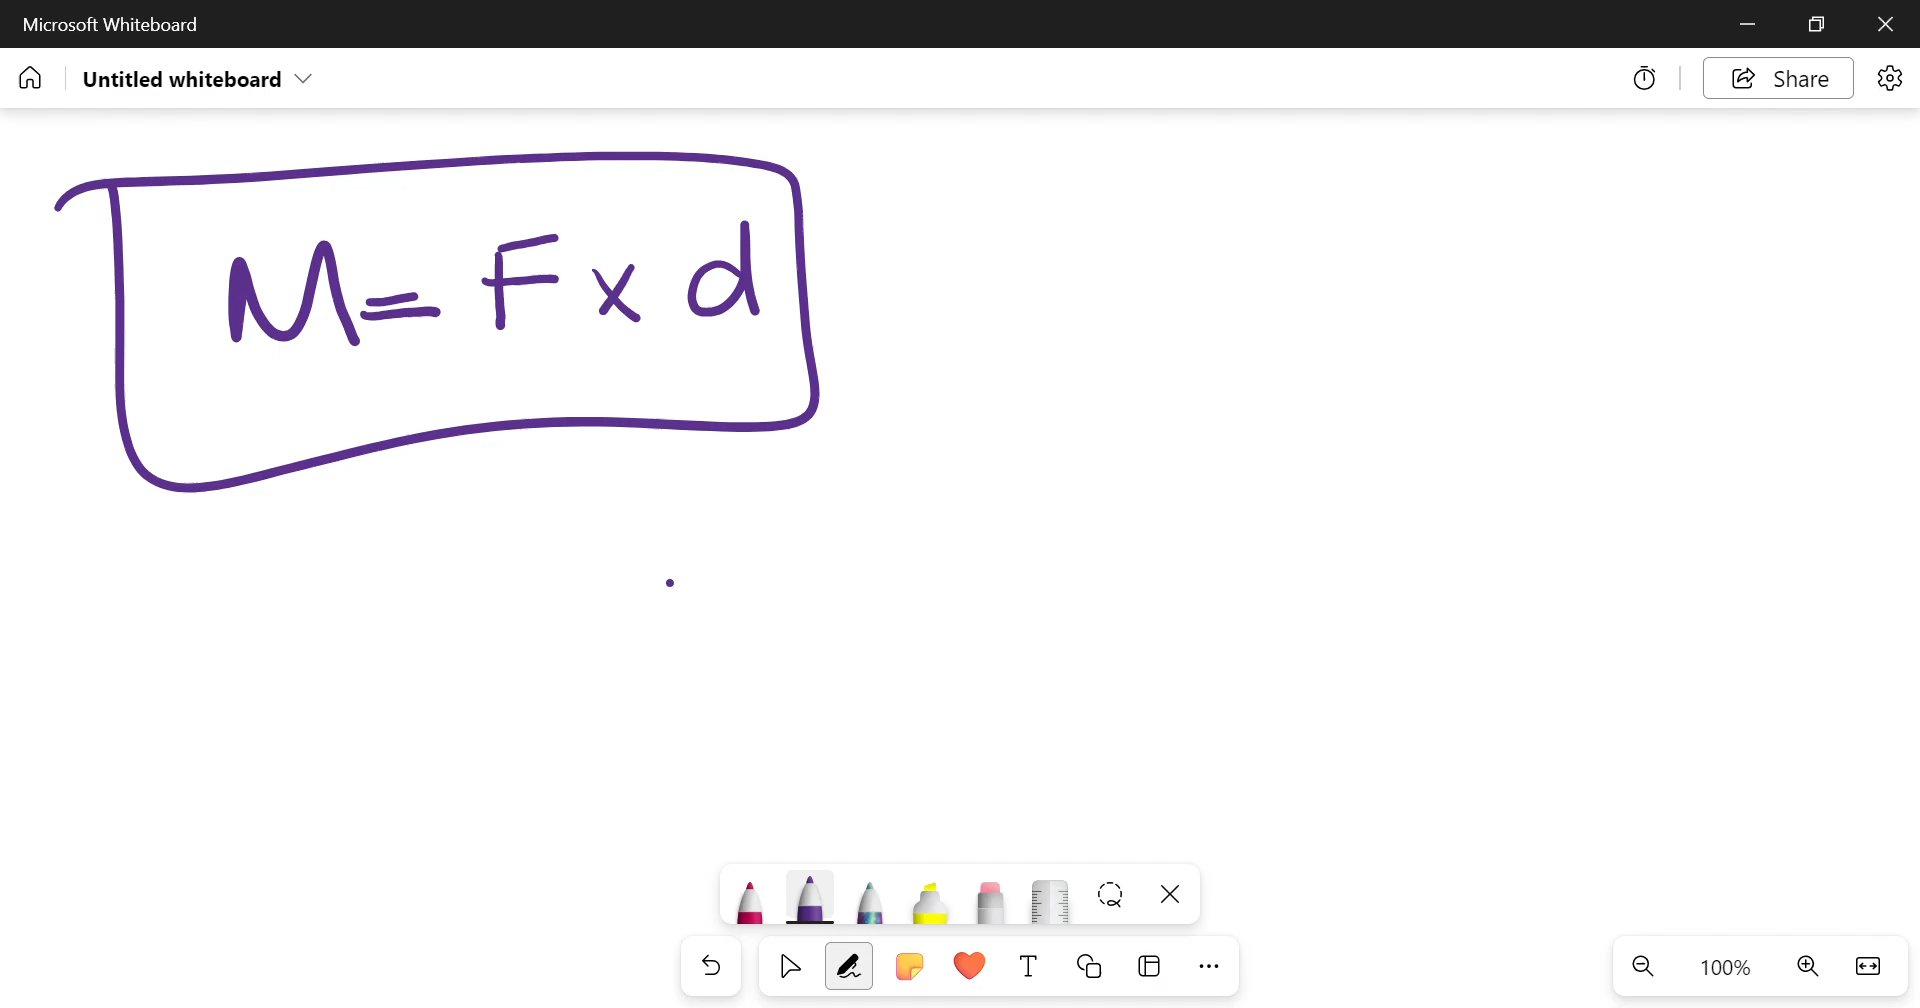 Microsoft Whiteboard
Untitled whiteboard
Share
M= F x d
100%